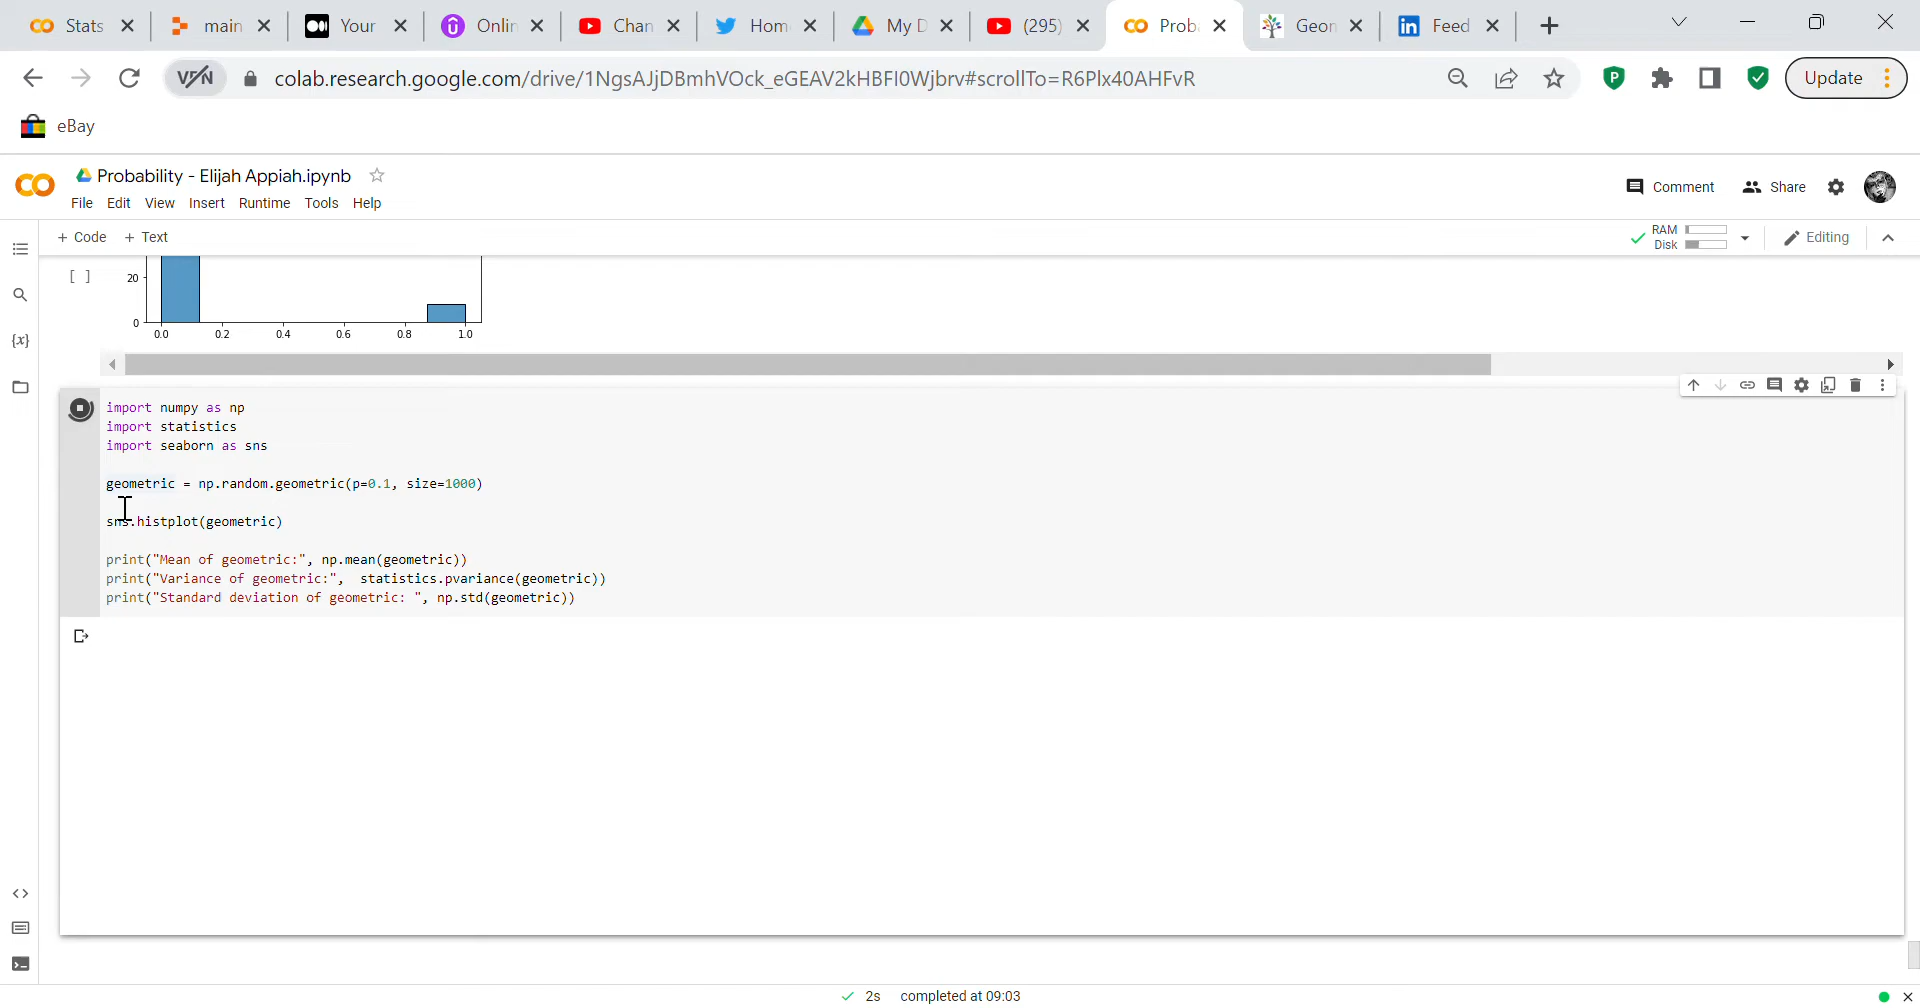 Stats
main
Your
Onlin
Chan
Hom
My D
(295)
Prob
Geon
Feed
VPN
colab.research.google.com/drive/1NgsAJjDBmhVOck_eGEAV2kHBFI0Wjbrv#scrollTo=R6Plx40AHFvR
Update
eBay
Probability - Elijah Appiah.ipynb
File Edit View Insert Runtime Tools Help
Comment
Share
+ Code + Text
RAM
Disk
Editing
[ ]
20
0
0.0 0.2 0.4 0.6 0.8 1.0
{x}
import numpy as np
import statistics
import seaborn as sns
geometric = np.random.geometric(p=0.1, size=1000)
sns.histplot(geometric)
print("Mean of geometric:", np.mean(geometric))
print("Variance of geometric:",  statistics.pvariance(geometric))
print("Standard deviation of geometric: ", np.std(geometric))
2s completed at 09:03